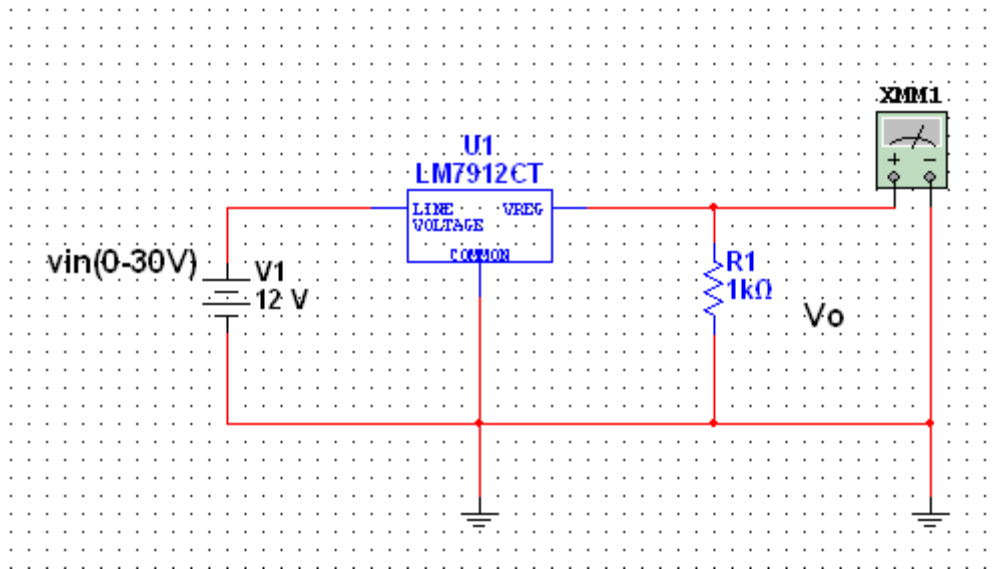 XMM1
+ −
U1
LM7912CT
LINE VREG
VOLTAGE
COMMON
vin(0-30V)
V1
12 V
R1
1kΩ
Vo